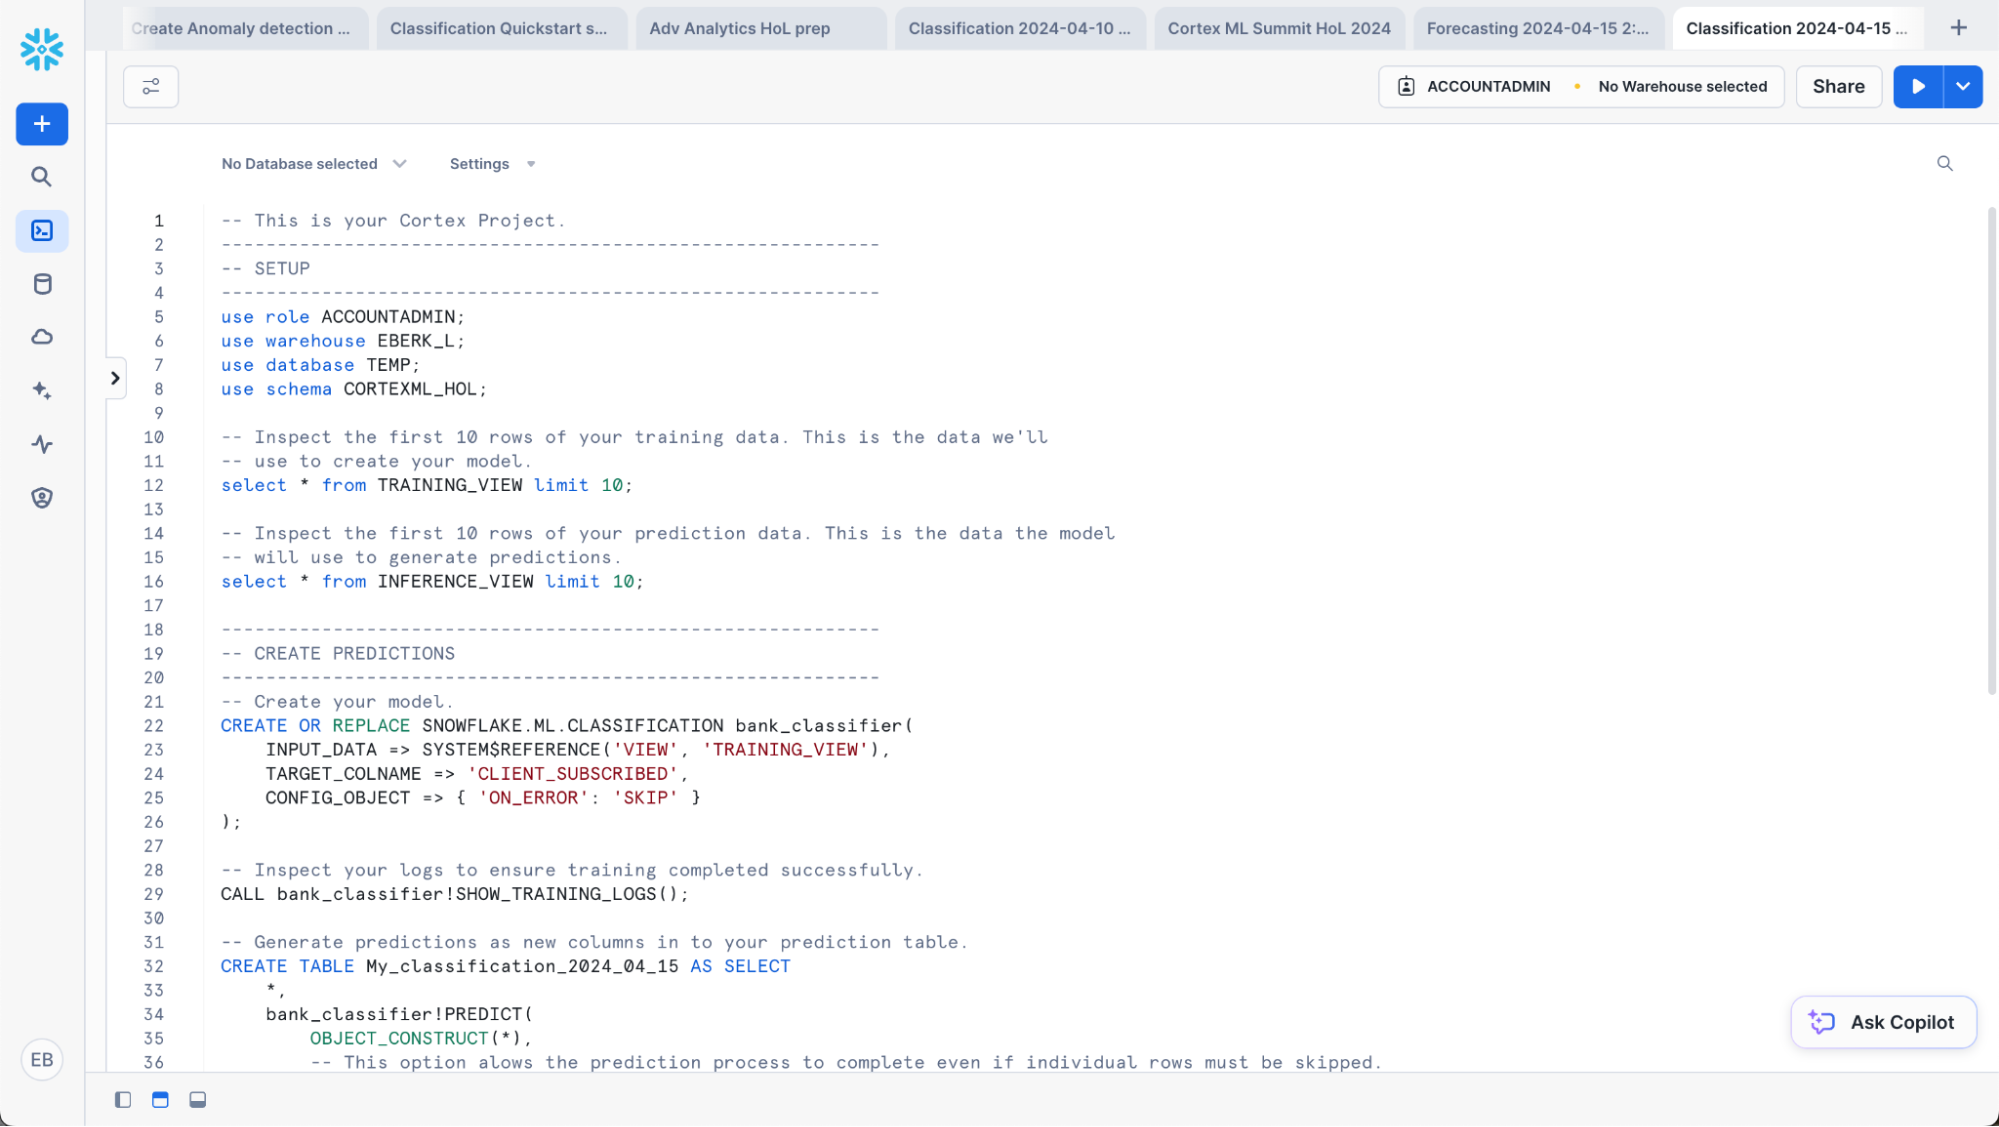 Create Anomaly detection ...
Classification Quickstart s...
Adv Analytics HoL prep
Classification 2024-04-10 ...
Cortex ML Summit HoL 2024
Forecasting 2024-04-15 2:...
Classification 2024-04-15 ...
ACCOUNTADMIN • No Warehouse selected
Share
No Database selected
Settings
1 -- This is your Cortex Project.
2 -----------------------------------------------------------
3 -- SETUP
4 -----------------------------------------------------------
5 use role ACCOUNTADMIN;
6 use warehouse EBERK_L;
7 use database TEMP;
8 use schema CORTEXML_HOL;
9
10 -- Inspect the first 10 rows of your training data. This is the data we'll
11 -- use to create your model.
12 select * from TRAINING_VIEW limit 10;
13
14 -- Inspect the first 10 rows of your prediction data. This is the data the model
15 -- will use to generate predictions.
16 select * from INFERENCE_VIEW limit 10;
17
18 -----------------------------------------------------------
19 -- CREATE PREDICTIONS
20 -----------------------------------------------------------
21 -- Create your model.
22 CREATE OR REPLACE SNOWFLAKE.ML.CLASSIFICATION bank_classifier(
23     INPUT_DATA => SYSTEM$REFERENCE('VIEW', 'TRAINING_VIEW'),
24     TARGET_COLNAME => 'CLIENT_SUBSCRIBED',
25     CONFIG_OBJECT => { 'ON_ERROR': 'SKIP' }
26 );
27
28 -- Inspect your logs to ensure training completed successfully.
29 CALL bank_classifier!SHOW_TRAINING_LOGS();
30
31 -- Generate predictions as new columns in to your prediction table.
32 CREATE TABLE My_classification_2024_04_15 AS SELECT
33     *,
34     bank_classifier!PREDICT(
35         OBJECT_CONSTRUCT(*),
36         -- This option alows the prediction process to complete even if individual rows must be skipped.
Ask Copilot
EB